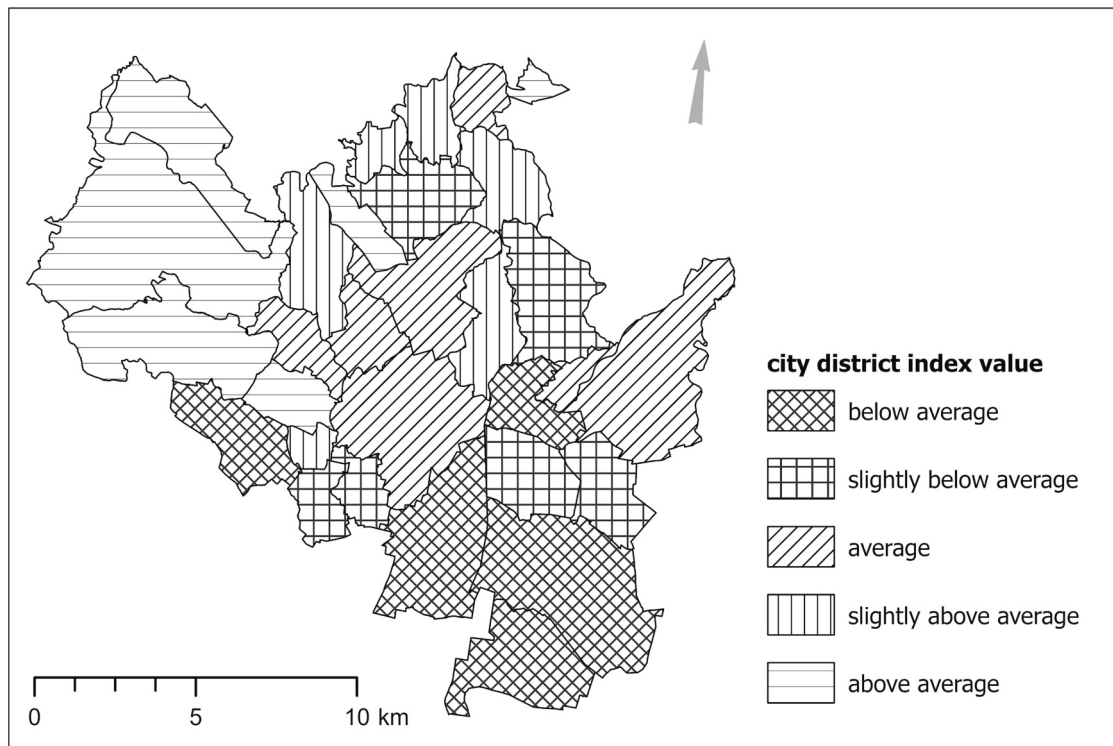 city district index value
below average
slightly below average
average
slightly above average
above average
0 5 10 km